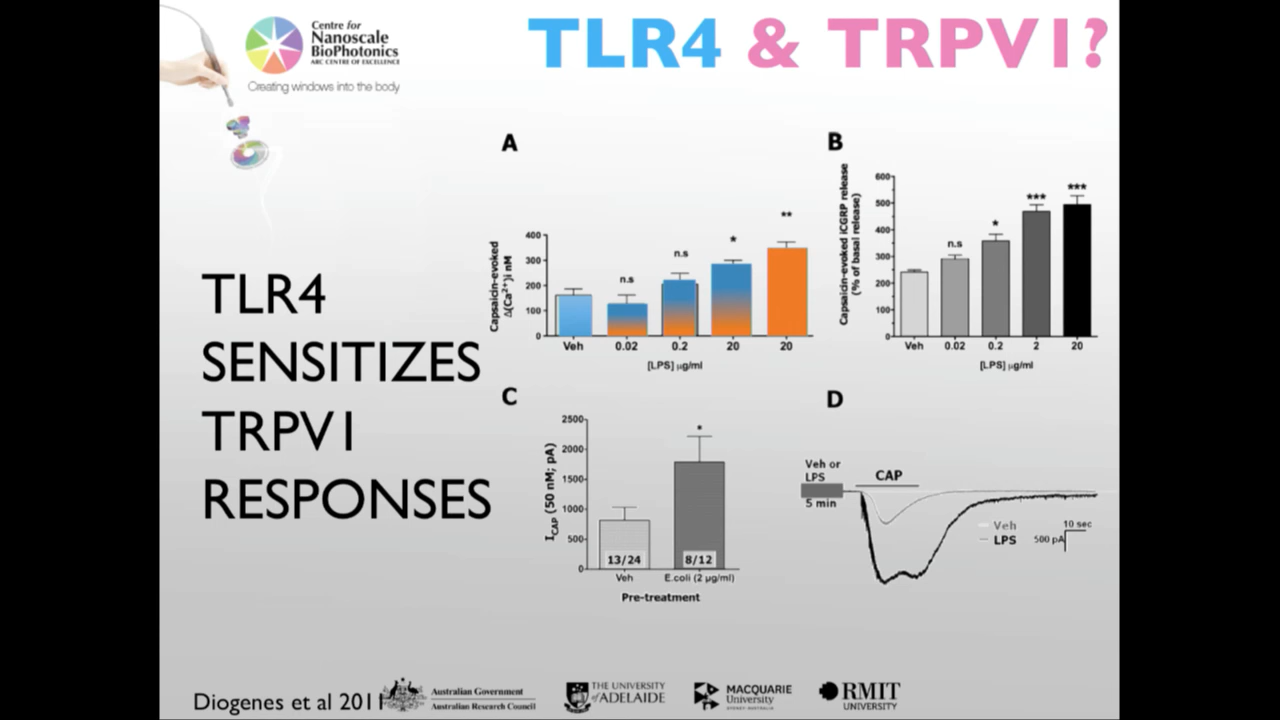 Centre for
Nanoscale
BioPhotonics
ARC CENTRE OF EXCELLENCE
Creating windows into the body
TLR4 & TRPV1?
TLR4
SENSITIZES
TRPV1
RESPONSES
A
Capsaicin-evoked
Δ(Ca²⁺)i nM
400
300
200
100
0
n.s
n.s
*
**
Veh 0.02 0.2 20 20
[LPS] µg/ml
B
Capsaicin-evoked iCGRP release
(% of basal release)
600
500
400
300
200
100
0
n.s
*
***
***
Veh 0.02 0.2 2 20
[LPS] µg/ml
C
I_CAP (50 nM; pA)
2500
2000
1500
1000
500
0
*
13/24 8/12
Veh E.coli (2 µg/ml)
Pre-treatment
D
Veh or
LPS
5 min
CAP
Veh
LPS
10 sec
500 pA
Diogenes et al 2011
Australian Government
Australian Research Council
THE UNIVERSITY
of ADELAIDE
MACQUARIE
University
SYDNEY·AUSTRALIA
RMIT
UNIVERSITY